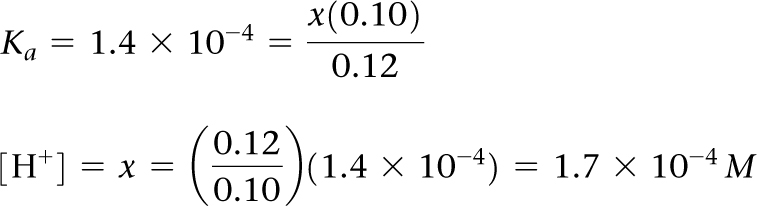 Kₐ = 1.4 × 10⁻⁴ = x(0.10) / 0.12
[H⁺] = x = (0.12 / 0.10)(1.4 × 10⁻⁴) = 1.7 × 10⁻⁴ M